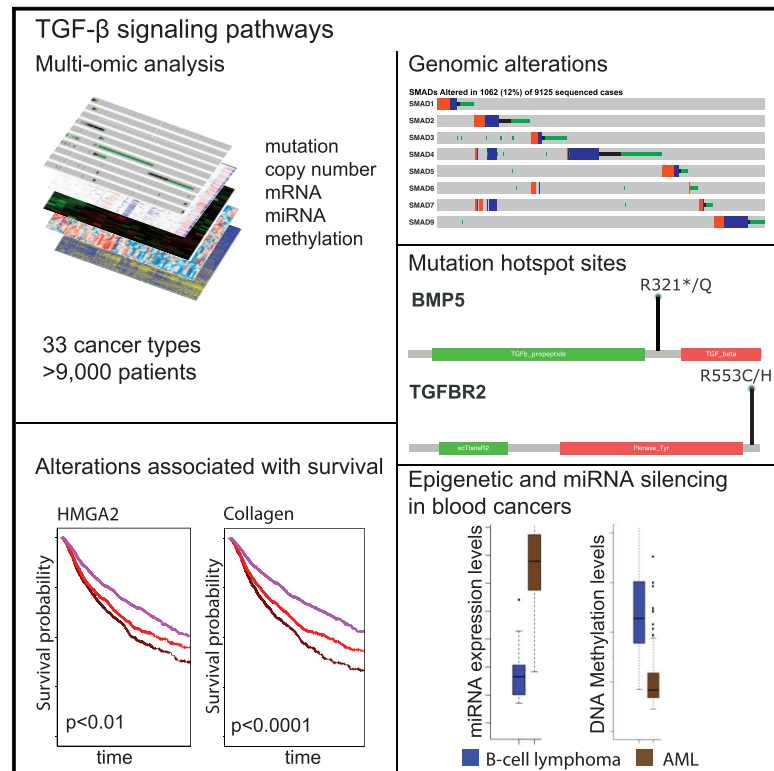 TGF-β signaling pathways
Multi-omic analysis
mutation
copy number
mRNA
miRNA
methylation
33 cancer types
>9,000 patients
Genomic alterations
SMADs Altered in 1062 (12%) of 9125 sequenced cases
SMAD1
SMAD2
SMAD3
SMAD4
SMAD5
SMAD6
SMAD7
SMAD9
Mutation hotspot sites
R321*/Q
BMP5
TGFb_propeptide
TGF_beta
R553C/H
TGFBR2
ecTbetaR2
Pkinase_Tyr
Alterations associated with survival
HMGA2
Survival probability
p<0.01
time
Collagen
Survival probability
p<0.0001
time
Epigenetic and miRNA silencing
in blood cancers
miRNA expression levels
DNA Methylation levels
B-cell lymphoma
AML